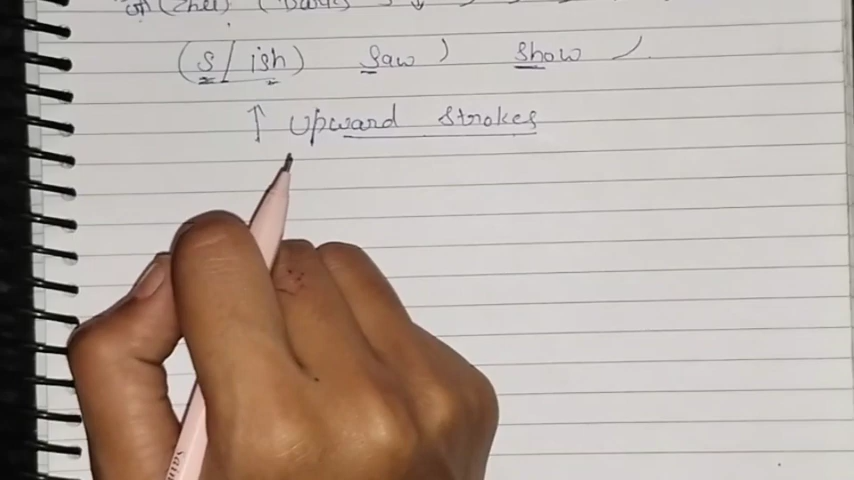 (S / ish) Saw ) Show
↑ Upward Strokes